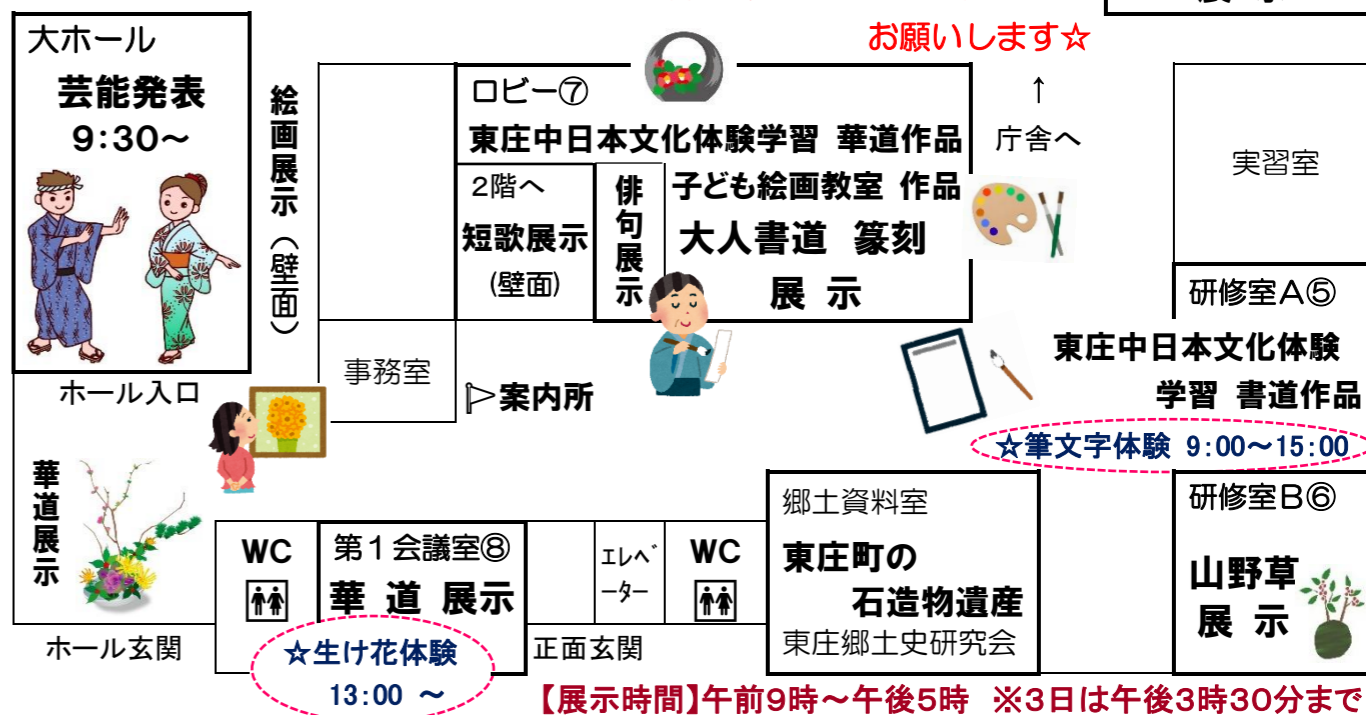 お願いします☆
大ホール
芸能発表
9:30~
絵画展示(壁面)
ロビー⑦
東庄中日本文化体験学習 華道作品
2階へ
短歌展示
(壁面)
俳句展示
子ども絵画教室 作品
大人書道 篆刻
展 示
↑
庁舎へ
実習室
研修室A⑤
東庄中日本文化体験
学習 書道作品
☆筆文字体験 9:00~15:00
事務室
案内所
ホール入口
華道展示
WC
第1会議室⑧
華 道 展示
☆生け花体験
13:00 ~
エレベーター
WC
郷土資料室
東庄町の
石造物遺産
東庄郷土史研究会
研修室B⑥
山野草
展 示
ホール玄関
正面玄関
【展示時間】午前9時~午後5時 ※3日は午後3時30分まで